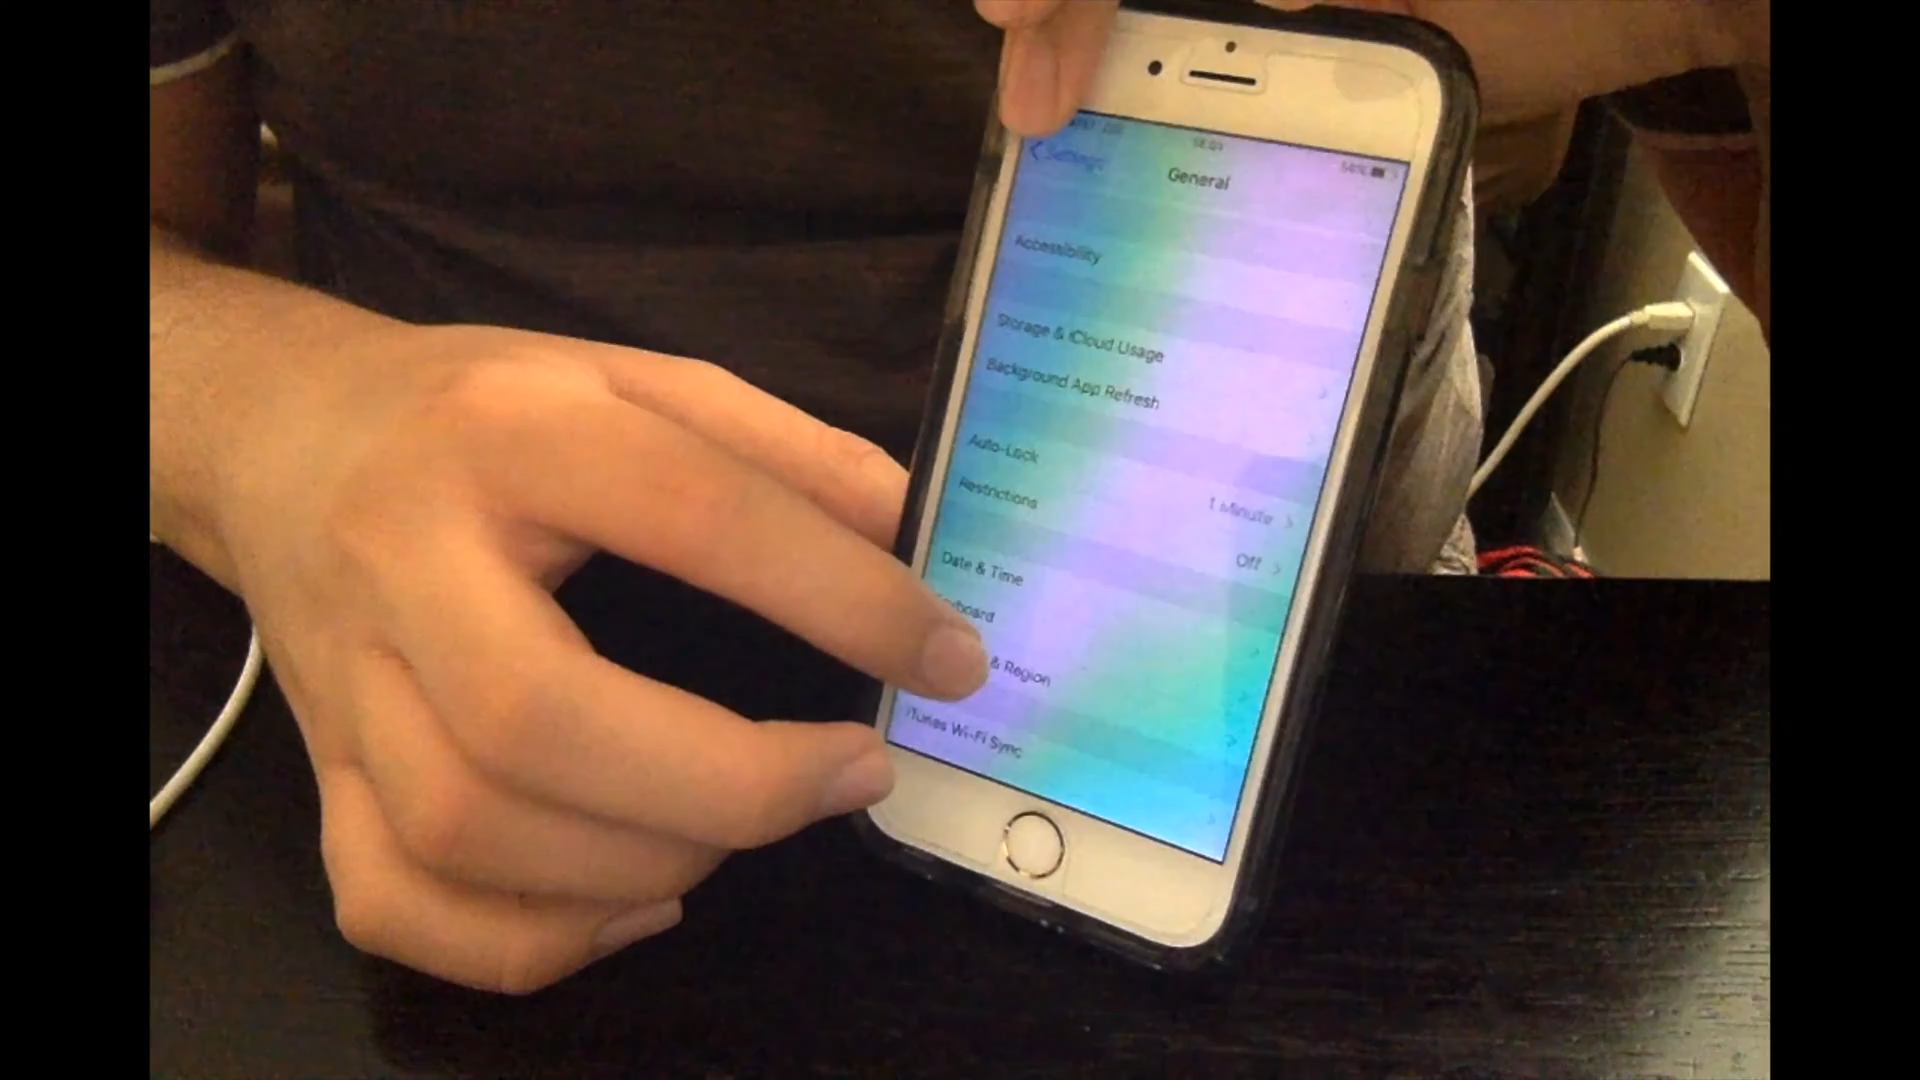 Settings
General
Accessibility
Storage & iCloud Usage
Background App Refresh
Auto-Lock
1 Minute
Restrictions
Off
Date & Time
& Region
iTunes Wi-Fi Sync